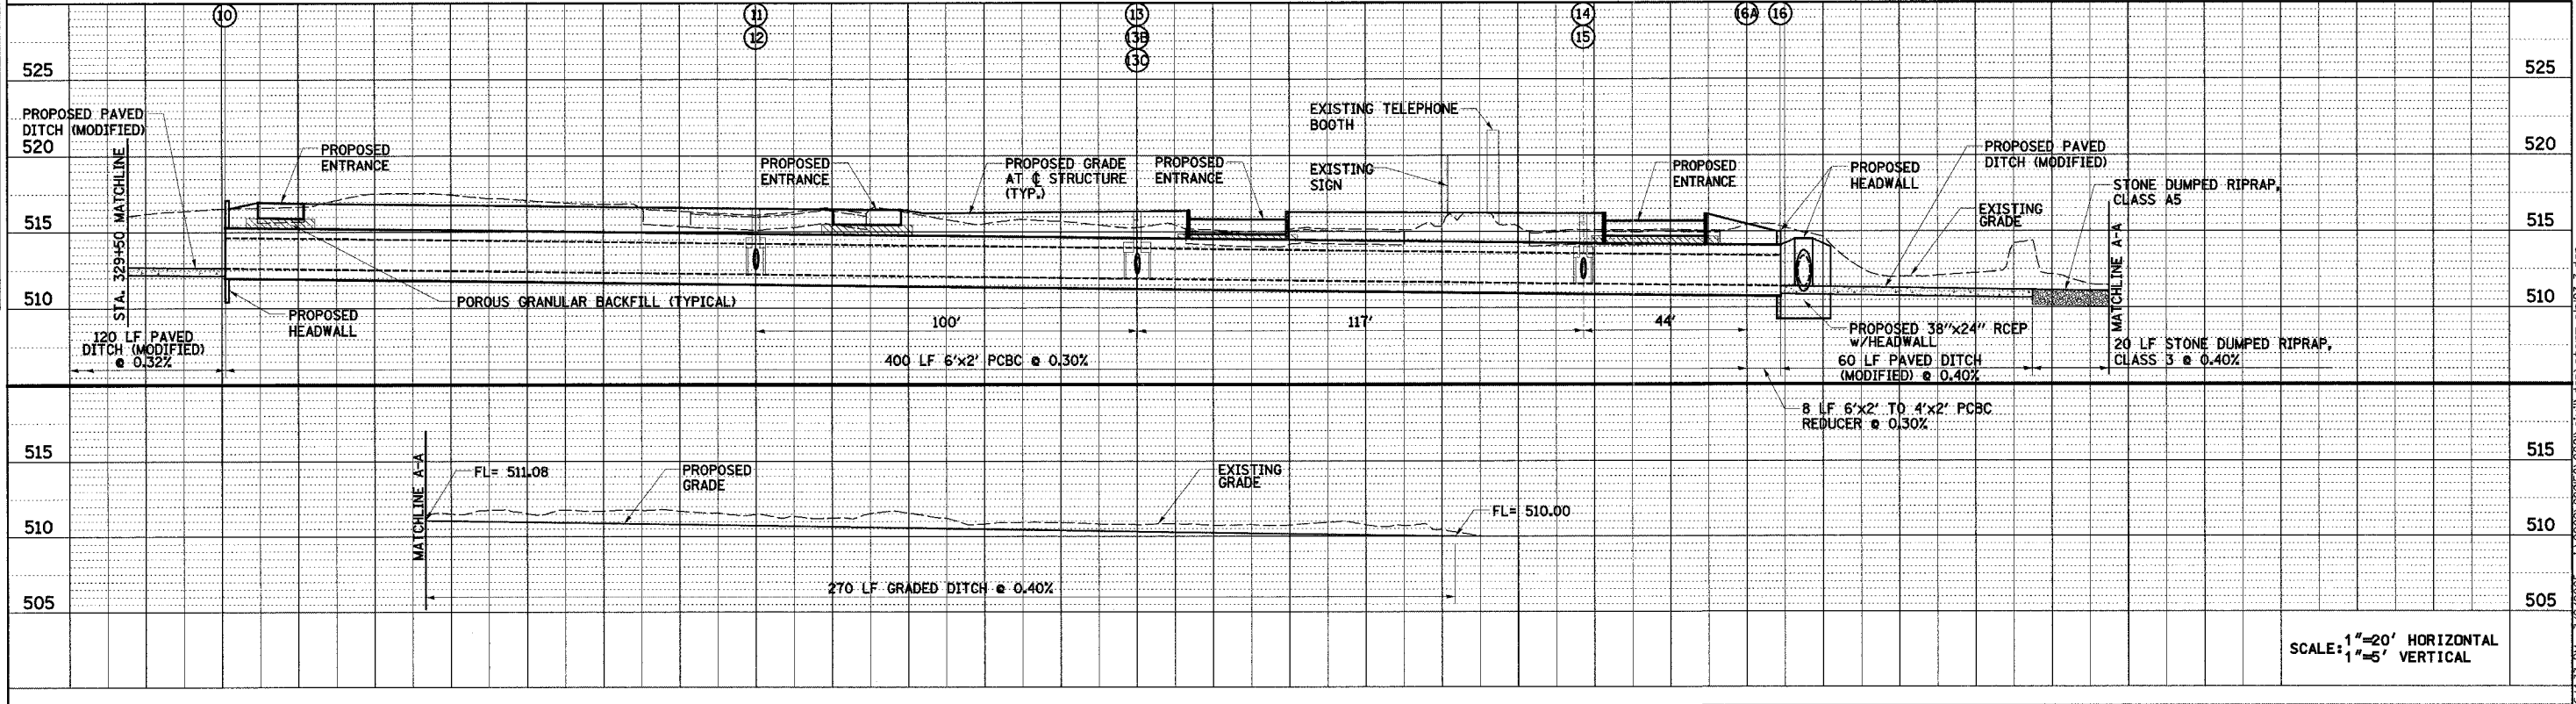 10
11
12
13
13B
13C
14
15
16A
16
525
525
PROPOSED PAVED
DITCH (MODIFIED)
520
520
STA. 329+50 MATCHLINE
PROPOSED
ENTRANCE
PROPOSED
ENTRANCE
PROPOSED GRADE
AT ℄ STRUCTURE
(TYP.)
PROPOSED
ENTRANCE
EXISTING TELEPHONE
BOOTH
EXISTING
SIGN
PROPOSED
ENTRANCE
PROPOSED
HEADWALL
PROPOSED PAVED
DITCH (MODIFIED)
STONE DUMPED RIPRAP,
CLASS A5
EXISTING
GRADE
515
515
510
510
POROUS GRANULAR BACKFILL (TYPICAL)
PROPOSED
HEADWALL
120 LF PAVED
DITCH (MODIFIED)
@ 0.32%
100'
117'
44'
400 LF 6'x2' PCBC @ 0.30%
PROPOSED 38"x24" RCEP
w/HEADWALL
60 LF PAVED DITCH
(MODIFIED) @ 0.40%
MATCHLINE A-A
20 LF STONE DUMPED RIPRAP,
CLASS 3 @ 0.40%
8 LF 6'x2' TO 4'x2' PCBC
REDUCER @ 0.30%
515
515
MATCHLINE A-A
FL= 511.08
PROPOSED
GRADE
EXISTING
GRADE
FL= 510.00
510
510
270 LF GRADED DITCH @ 0.40%
505
505
SCALE: 1"=20' HORIZONTAL
1"=5' VERTICAL